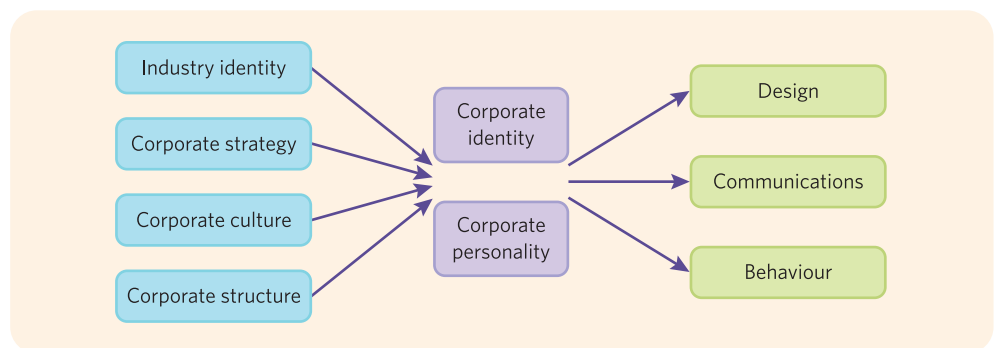 Industry identity
Corporate strategy
Corporate culture
Corporate structure
Corporate
identity
Corporate
personality
Design
Communications
Behaviour